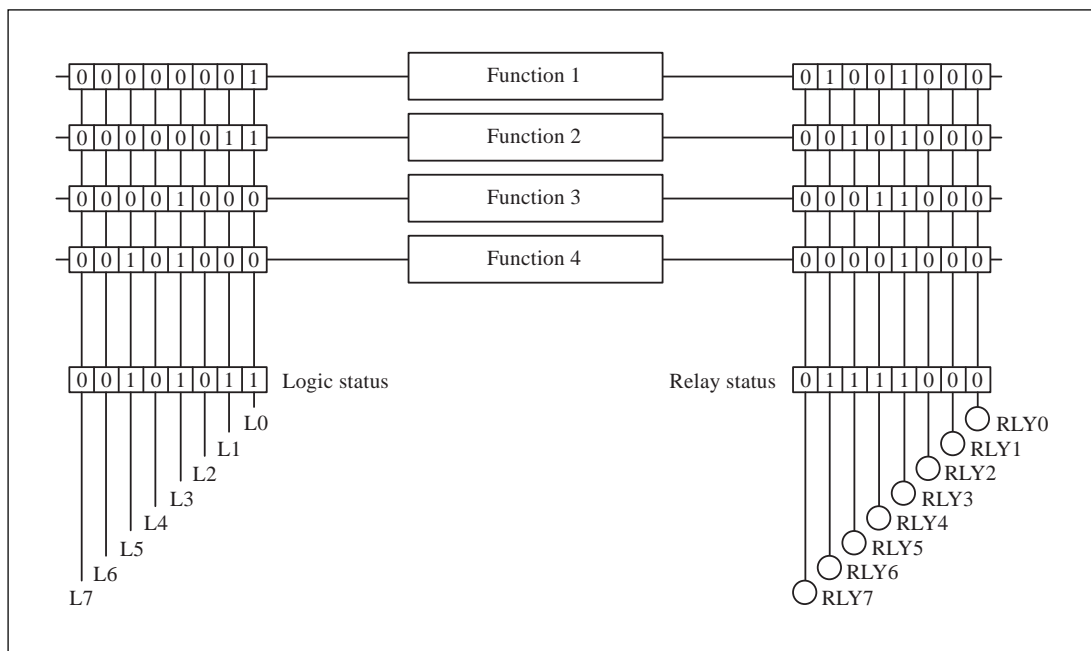 0 0 0 0 0 0 0 1 Function 1 0 1 0 0 1 0 0 0
0 0 0 0 0 0 1 1 Function 2 0 0 1 0 1 0 0 0
0 0 0 0 1 0 0 0 Function 3 0 0 0 1 1 0 0 0
0 0 1 0 1 0 0 0 Function 4 0 0 0 0 1 0 0 0
0 0 1 0 1 0 1 1 Logic status Relay status 0 1 1 1 1 0 0 0
L0
L1
L2
L3
L4
L5
L6
L7
RLY0
RLY1
RLY2
RLY3
RLY4
RLY5
RLY6
RLY7